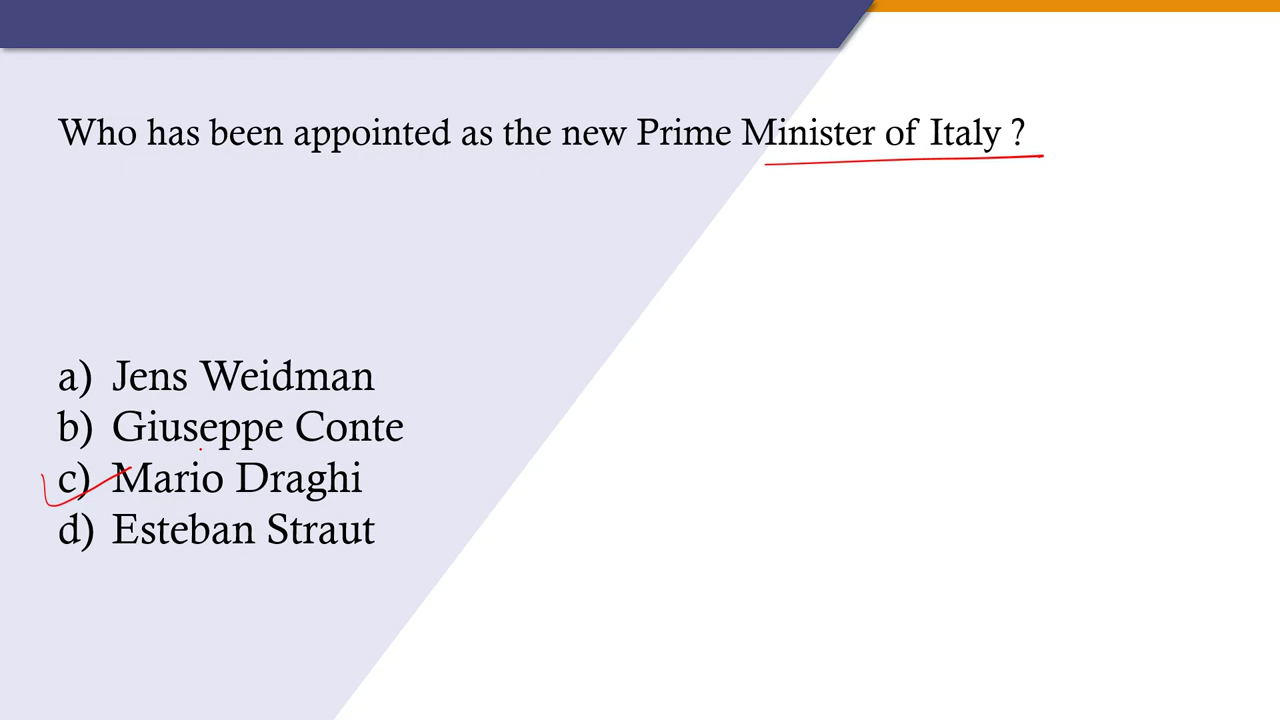 Who has been appointed as the new Prime Minister of Italy ?
a) Jens Weidman
b) Giuseppe Conte
c) Mario Draghi
d) Esteban Straut